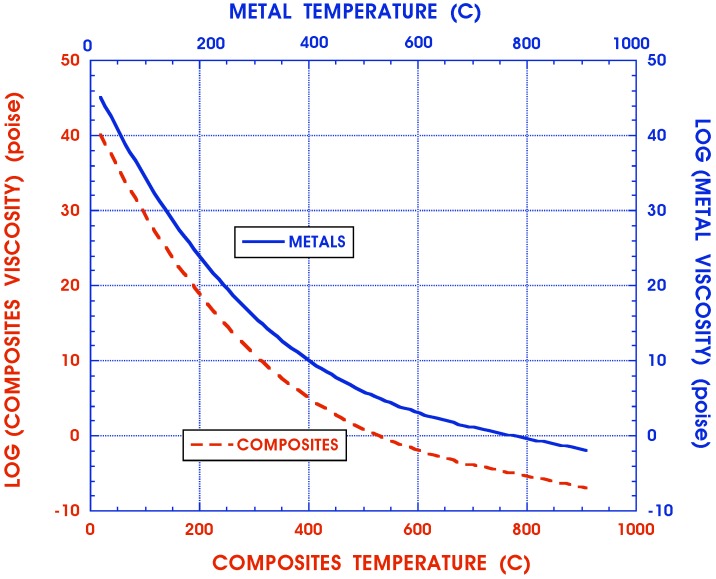 METAL TEMPERATURE (C)
0 200 400 600 800 1000
50 50
40 40
30 30
20 20
10 10
0 0
-10 -10
LOG (COMPOSITES VISCOSITY) (poise)
LOG (METAL VISCOSITY) (poise)
METALS
COMPOSITES
0 200 400 600 800 1000
COMPOSITES TEMPERATURE (C)